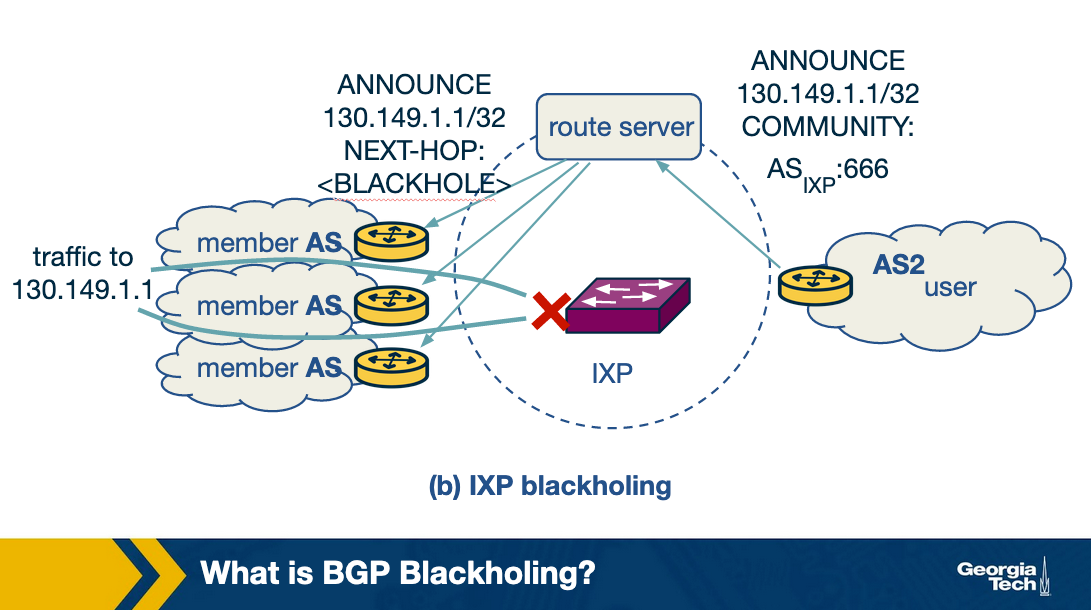 ANNOUNCE
130.149.1.1/32
NEXT-HOP:
<BLACKHOLE>
route server
ANNOUNCE
130.149.1.1/32
COMMUNITY:
AS_IXP:666
traffic to
130.149.1.1
member AS
member AS
member AS
IXP
AS2
user
(b) IXP blackholing
What is BGP Blackholing?
Georgia
Tech